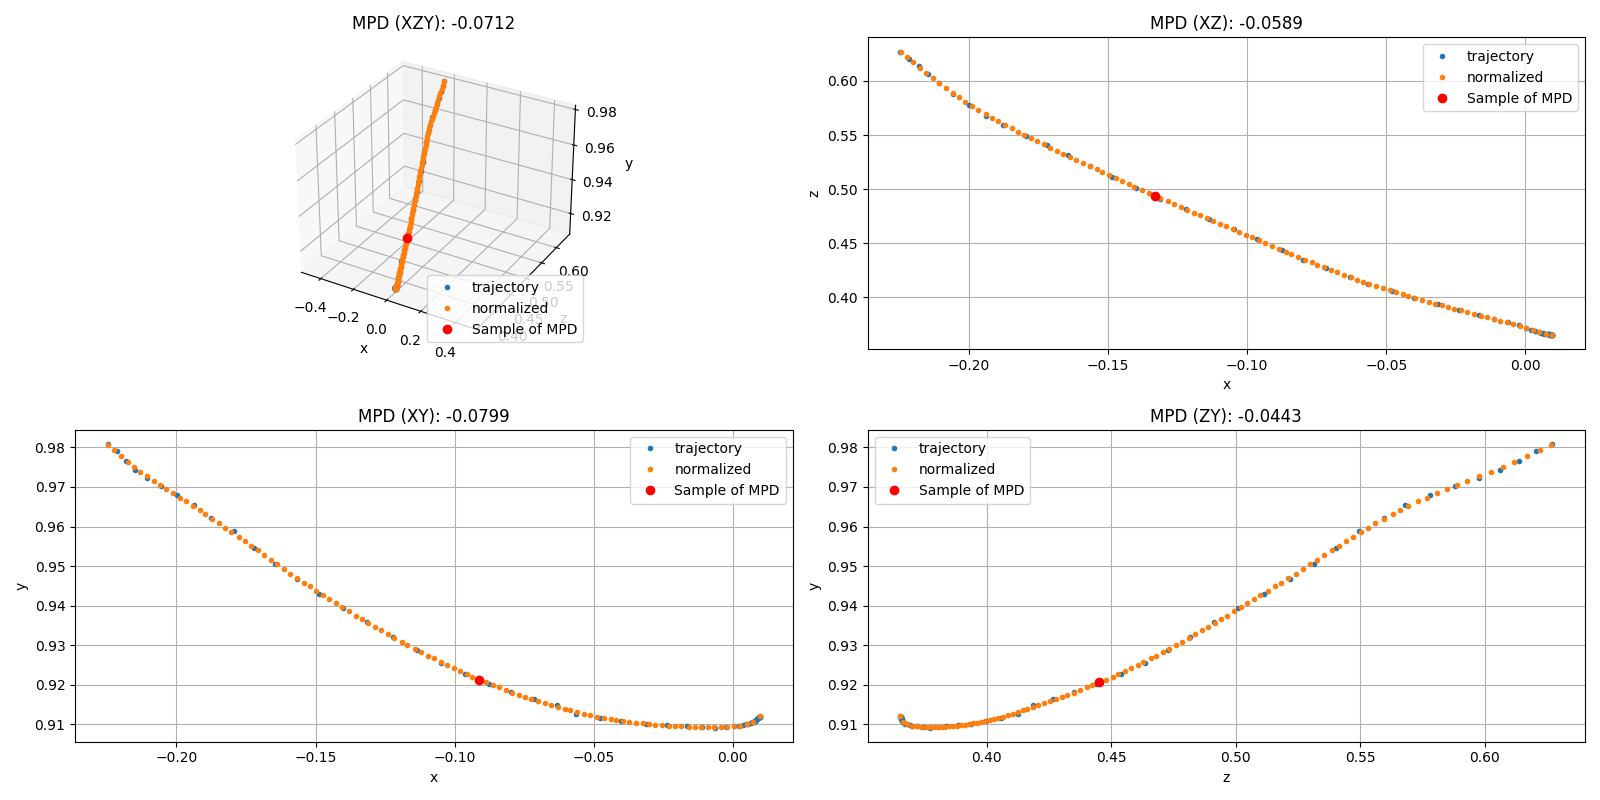 MPD (XZY): -0.0712
0.98
0.96
0.94
0.92
y
0.60
0.55
0.50
0.45
0.40
z
−0.4
−0.2
0.0
0.2
0.4
x
trajectory
normalized
Sample of MPD
MPD (XZ): -0.0589
trajectory
normalized
Sample of MPD
0.60
0.55
0.50
0.45
0.40
z
−0.20
−0.15
−0.10
−0.05
0.00
x
MPD (XY): -0.0799
trajectory
normalized
Sample of MPD
0.98
0.97
0.96
0.95
0.94
0.93
0.92
0.91
y
−0.20
−0.15
−0.10
−0.05
0.00
x
MPD (ZY): -0.0443
trajectory
normalized
Sample of MPD
0.98
0.97
0.96
0.95
0.94
0.93
0.92
0.91
y
0.40
0.45
0.50
0.55
0.60
z